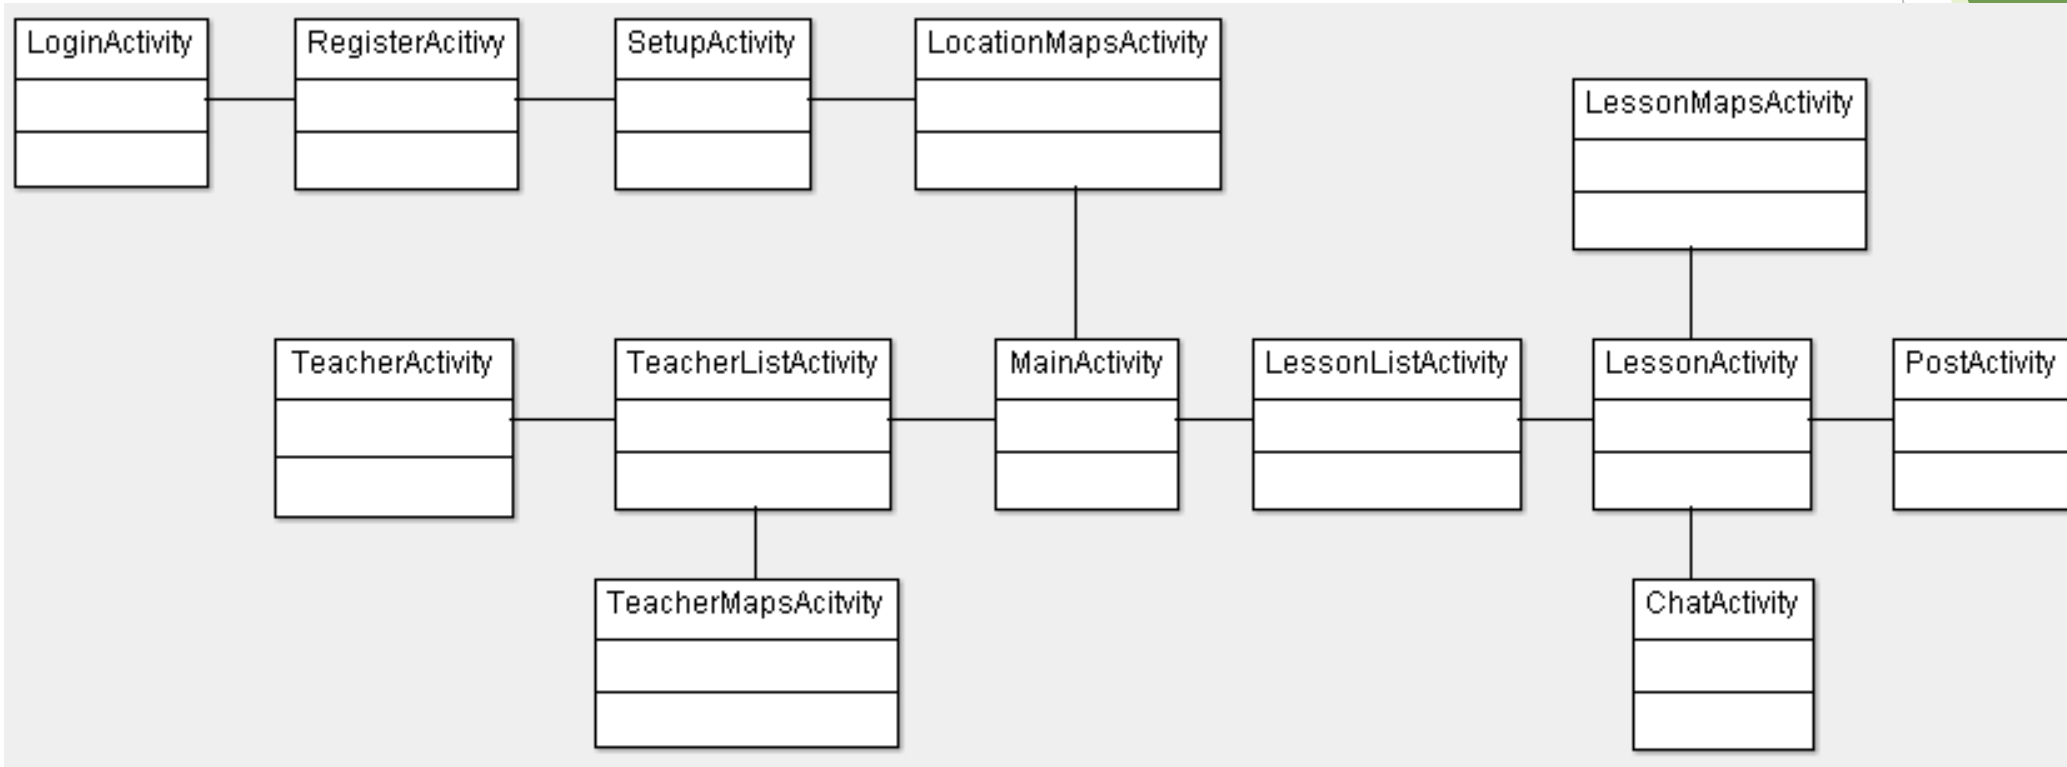 LoginActivity
RegisterAcitivy
SetupActivity
LocationMapsActivity
LessonMapsActivity
TeacherActivity
TeacherListActivity
MainActivity
LessonListActivity
LessonActivity
PostActivity
TeacherMapsAcitvity
ChatActivity